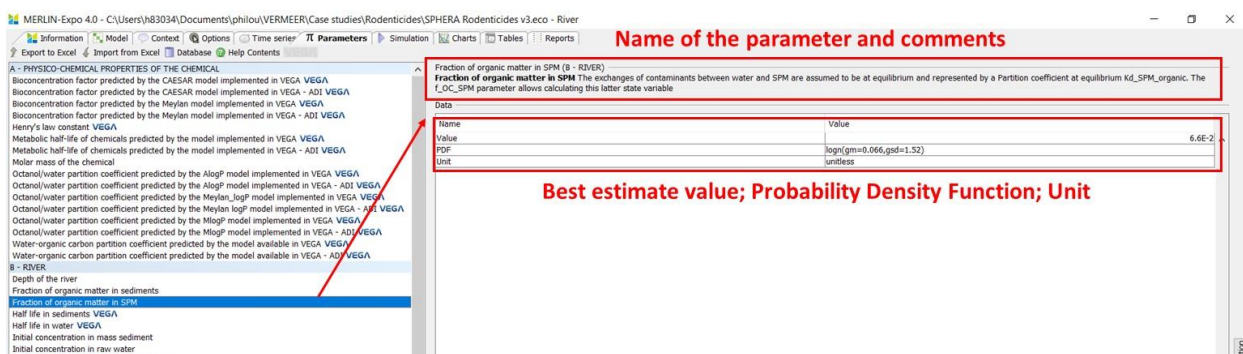 MERLIN-Expo 4.0 - C:\Users\h83034\Documents\philou\VERMEER\Case studies\Rodenticides\SPHERA Rodenticides v3.eco - River
Information Model Context Options Time series Parameters Simulation Charts Tables Reports
Name of the parameter and comments
Export to Excel Import from Excel Database Help Contents
A - PHYSICO-CHEMICAL PROPERTIES OF THE CHEMICAL
Bioconcentration factor predicted by the CAESAR model implemented in VEGA VEGA
Bioconcentration factor predicted by the CAESAR model implemented in VEGA - ADI VEGA
Bioconcentration factor predicted by the Meylan model implemented in VEGA VEGA
Bioconcentration factor predicted by the Meylan model implemented in VEGA - ADI VEGA
Henry's law constant VEGA
Metabolic half-life of chemicals predicted by the model implemented in VEGA VEGA
Metabolic half-life of chemicals predicted by the model implemented in VEGA - ADI VEGA
Molar mass of the chemical
Octanol/water partition coefficient predicted by the AlogP model implemented in VEGA VEGA
Octanol/water partition coefficient predicted by the AlogP model implemented in VEGA - ADI VEGA
Octanol/water partition coefficient predicted by the Meylan_logP model implemented in VEGA VEGA
Octanol/water partition coefficient predicted by the Meylan logP model implemented in VEGA - ADI VEGA
Octanol/water partition coefficient predicted by the MlogP model implemented in VEGA VEGA
Octanol/water partition coefficient predicted by the MlogP model implemented in VEGA - ADI VEGA
Water-organic carbon partition coefficient predicted by the model available in VEGA VEGA
Water-organic carbon partition coefficient predicted by the model available in VEGA - ADI VEGA
B - RIVER
Depth of the river
Fraction of organic matter in sediments
Fraction of organic matter in SPM
Half life in sediments VEGA
Half life in water VEGA
Initial concentration in mass sediment
Initial concentration in raw water
Fraction of organic matter in SPM (B - RIVER)
Fraction of organic matter in SPM The exchanges of contaminants between water and SPM are assumed to be at equilibrium and represented by a Partition coefficient at equilibrium Kd_SPM_organic. The
f_OC_SPM parameter allows calculating this latter state variable
Data
Name Value
Value 6.6E-2
PDF logn(gm=0.066,gsd=1.52)
Unit unitless
Best estimate value; Probability Density Function; Unit